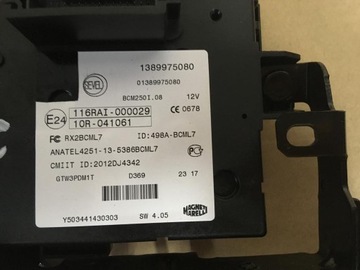 1389975080
SEVEL
01389975080
BCM250I.08 12V
E24
116RAI-000029
10R-041061
CE 0678
FC RX2BCML7 ID:498A-BCML7
ANATEL4251-13-5386BCML7
CMIIT ID:2012DJ4342
GTW3PDM1T D369 23 17
Y503441430303 SW 4.05
MAGNETI
MARELLI